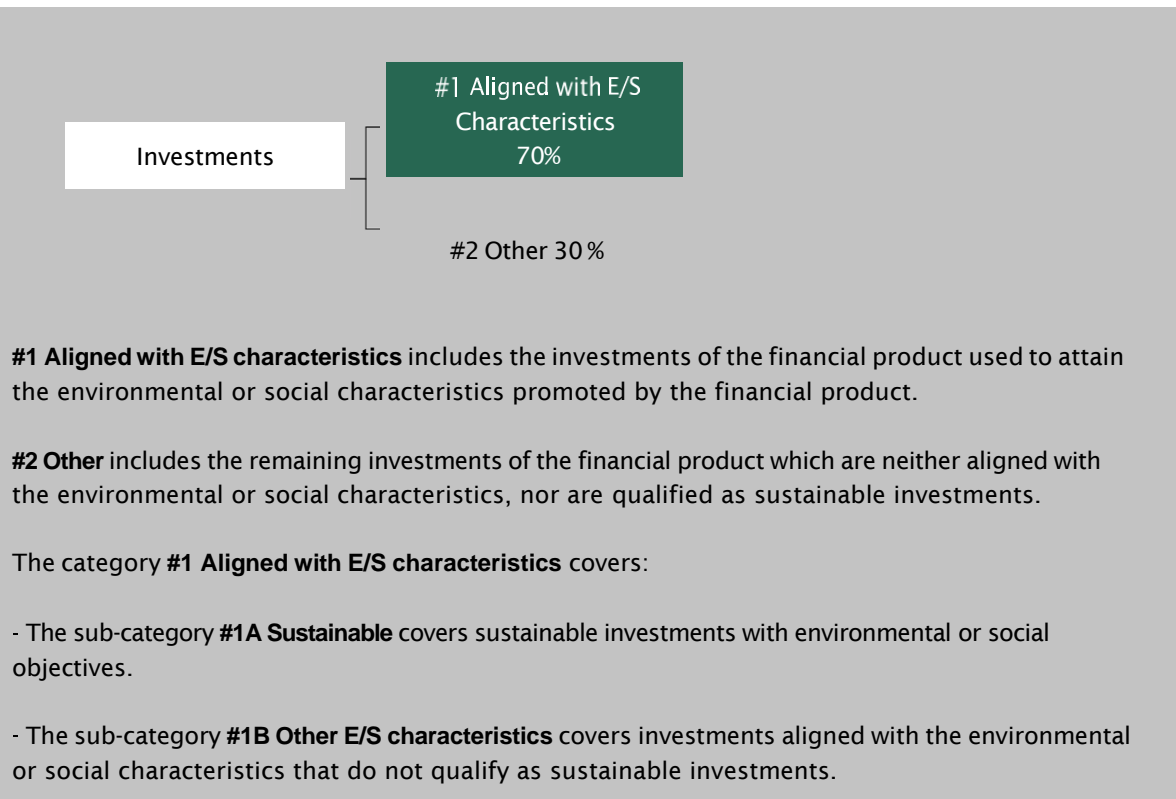 #1 Aligned with E/S
Characteristics
70%
Investments
#2 Other 30%
#1 Aligned with E/S characteristics includes the investments of the financial product used to attain
the environmental or social characteristics promoted by the financial product.
#2 Other includes the remaining investments of the financial product which are neither aligned with
the environmental or social characteristics, nor are qualified as sustainable investments.
The category #1 Aligned with E/S characteristics covers:
- The sub-category #1A Sustainable covers sustainable investments with environmental or social
objectives.
- The sub-category #1B Other E/S characteristics covers investments aligned with the environmental
or social characteristics that do not qualify as sustainable investments.